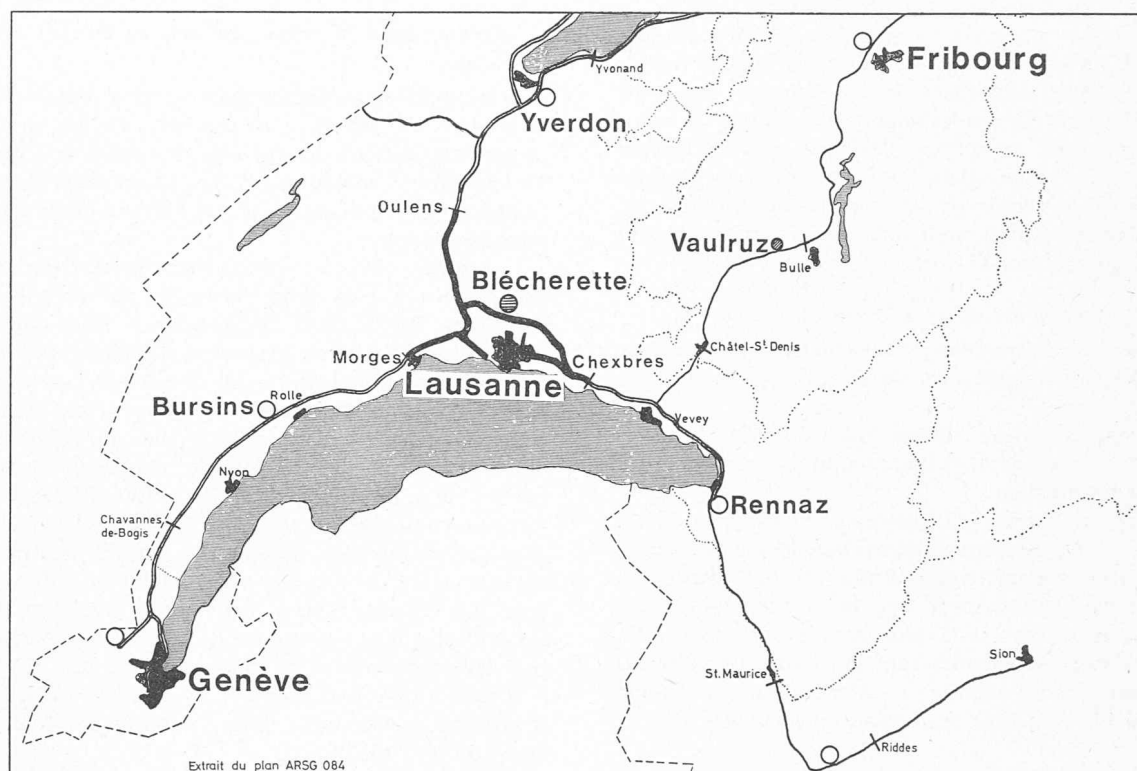 Fribourg
Yvonand
Yverdon
Oulens
Vaulruz
Bulle
Blécherette
Châtel-St-Denis
Morges
Chexbres
Lausanne
Rolle
Bursins
Vevey
Nyon
Rennaz
Chavannes
de-Bogis
Sion
St. Maurice
Genève
Riddes
Extrait du plan ARSG 084